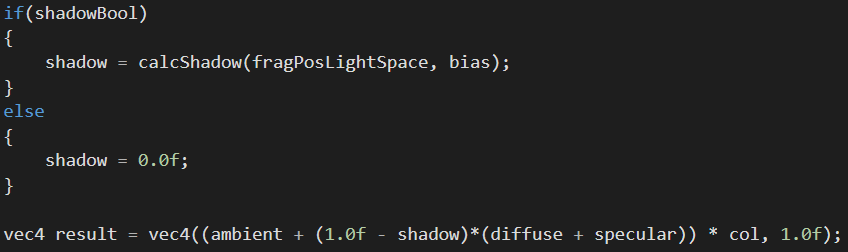 if(shadowBool)
{
    shadow = calcShadow(fragPosLightSpace, bias);
}
else
{
    shadow = 0.0f;
}

vec4 result = vec4((ambient + (1.0f - shadow)*(diffuse + specular)) * col, 1.0f);